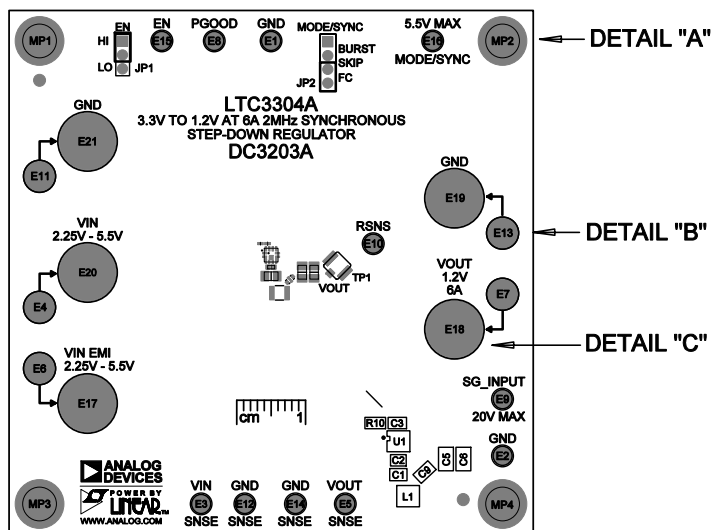 EN
HI
LO
JP1
EN
E15
PGOOD
E8
GND
E1
MODE/SYNC
BURST
SKIP
FC
JP2
5.5V MAX
E16
MODE/SYNC
MP1
MP2
DETAIL "A"
LTC3304A
3.3V TO 1.2V AT 6A 2MHz SYNCHRONOUS
STEP-DOWN REGULATOR
DC3203A
GND
E21
E11
GND
E19
E13
DETAIL "B"
VIN
2.25V - 5.5V
E20
E4
RSNS
E10
TP1
VOUT
VOUT
1.2V
6A
E7
E18
DETAIL "C"
VIN EMI
2.25V - 5.5V
E6
E17
cm 1
SG_INPUT
E9
20V MAX
R10 C3
U1
C2
C1
C9
C5
C6
L1
GND
E2
ANALOG
DEVICES
POWER BY
LINEAR™
WWW.ANALOG.COM
VIN
E3
SNSE
GND
E12
SNSE
GND
E14
SNSE
VOUT
E5
SNSE
MP3
MP4